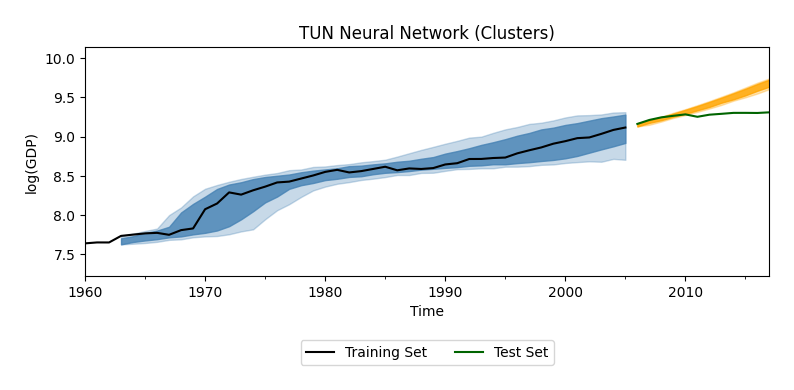 TUN Neural Network (Clusters)
10.0
9.5
9.0
8.5
8.0
7.5
log(GDP)
1960 1970 1980 1990 2000 2010
Time
Training Set Test Set